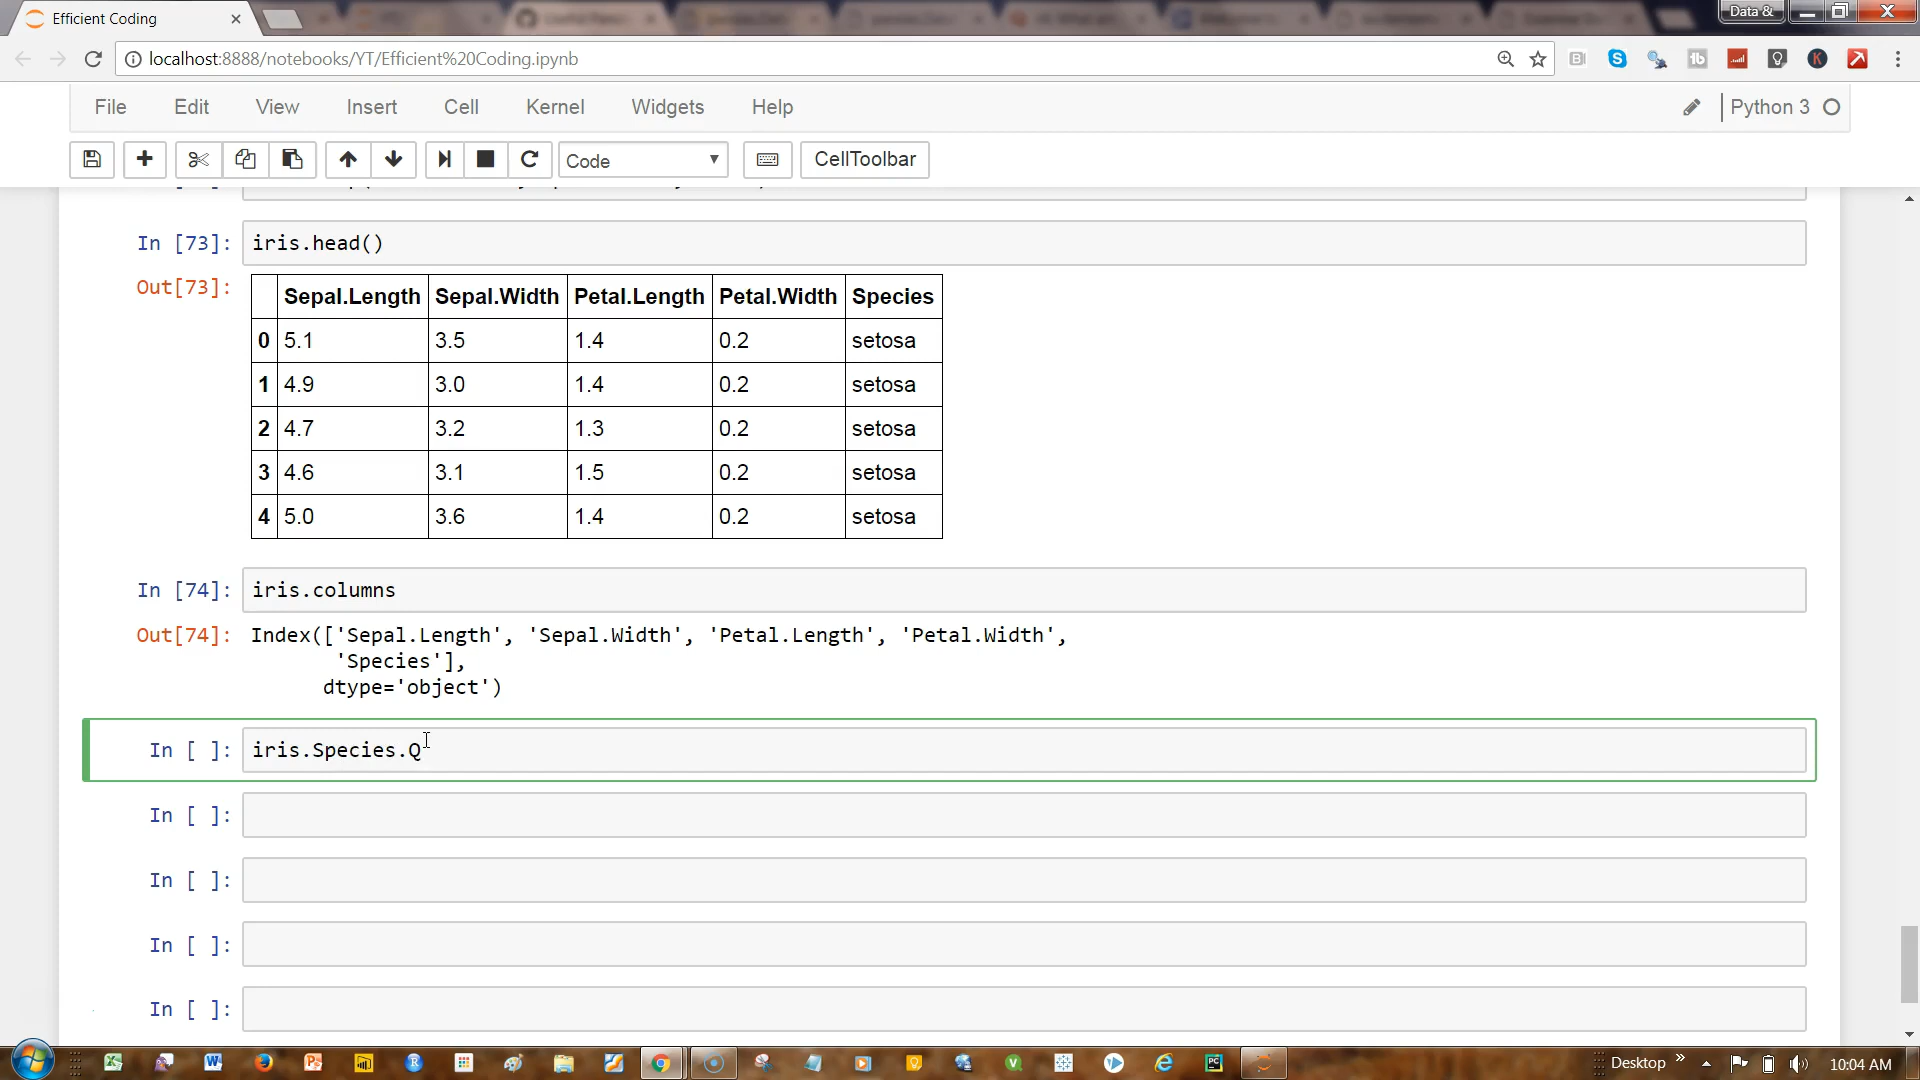 Efficient Coding
Data &
localhost:8888/notebooks/YT/Efficient%20Coding.ipynb
File Edit View Insert Cell Kernel Widgets Help
Python 3
Code
CellToolbar
In [73]: iris.head()
Out[73]:
Sepal.Length Sepal.Width Petal.Length Petal.Width Species
0 5.1 3.5 1.4 0.2 setosa
1 4.9 3.0 1.4 0.2 setosa
2 4.7 3.2 1.3 0.2 setosa
3 4.6 3.1 1.5 0.2 setosa
4 5.0 3.6 1.4 0.2 setosa
In [74]: iris.columns
Out[74]: Index(['Sepal.Length', 'Sepal.Width', 'Petal.Length', 'Petal.Width',
'Species'],
dtype='object')
In [ ]: iris.Species.Q
In [ ]:
In [ ]:
In [ ]:
In [ ]:
Desktop
10:04 AM